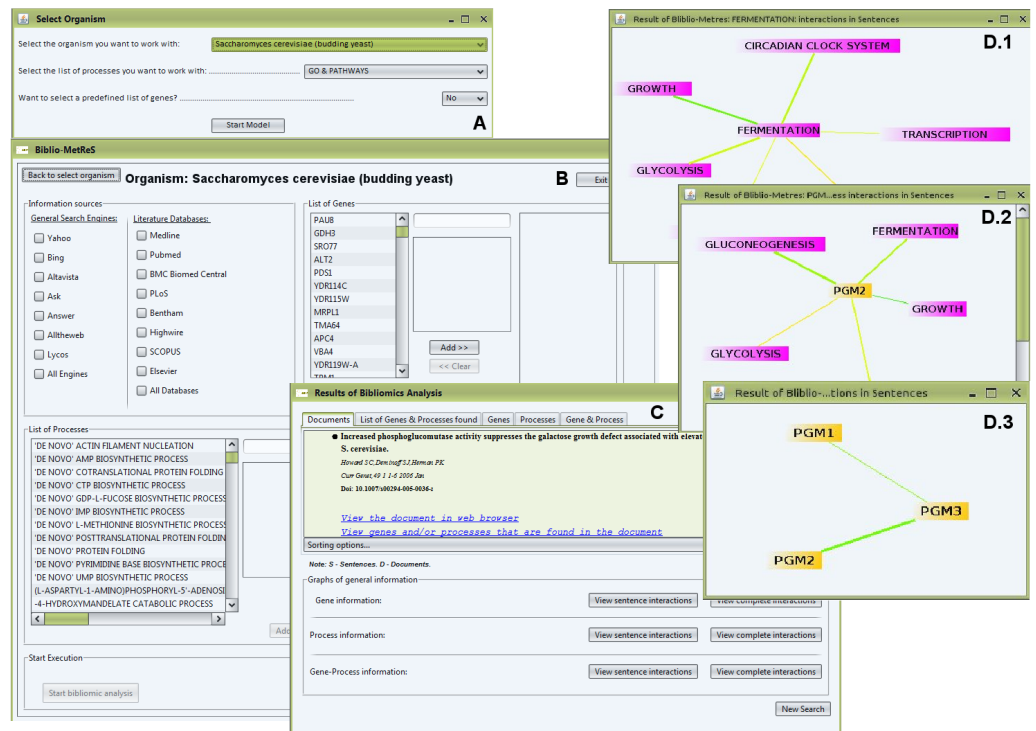 Select Organism
Select the organism you want to work with:
Saccharomyces cerevisiae (budding yeast)
Select the list of processes you want to work with:
GO & PATHWAYS
Want to select a predefined list of genes?
No
Start Model
A
Biblio-MetReS
Back to select organism
Organism: Saccharomyces cerevisiae (budding yeast)
B
Exit
Information sources
General Search Engines:
Yahoo
Bing
Altavista
Ask
Answer
Alltheweb
Lycos
All Engines
Literature Databases:
Medline
Pubmed
BMC Biomed Central
PLoS
Bentham
Highwire
SCOPUS
Elsevier
All Databases
List of Genes
PAU8
GDH3
SRO77
ALT2
PDS1
YDR114C
YDR115W
MRPL1
TMA64
APC4
VBA4
YDR119W-A
Add >>
<< Clear
List of Processes
'DE NOVO' ACTIN FILAMENT NUCLEATION
'DE NOVO' AMP BIOSYNTHETIC PROCESS
'DE NOVO' COTRANSLATIONAL PROTEIN FOLDING
'DE NOVO' CTP BIOSYNTHETIC PROCESS
'DE NOVO' GDP-L-FUCOSE BIOSYNTHETIC PROCESS
'DE NOVO' IMP BIOSYNTHETIC PROCESS
'DE NOVO' L-METHIONINE BIOSYNTHETIC PROCESS
'DE NOVO' POSTTRANSLATIONAL PROTEIN FOLDIN
'DE NOVO' PROTEIN FOLDING
'DE NOVO' PYRIMIDINE BASE BIOSYNTHETIC PROCE
'DE NOVO' UMP BIOSYNTHETIC PROCESS
(L-ASPARTYL-1-AMINO)PHOSPHORYL-5'-ADENOSI
-4-HYDROXYMANDELATE CATABOLIC PROCESS
Add
Start Execution
Start bibliomic analysis
Results of Bibliomics Analysis
C
Documents
List of Genes & Processes found
Genes
Processes
Gene & Process
Increased phosphoglucomutase activity suppresses the galactose growth defect associated with elevat
S. cerevisiae.
Howard SC,Deminoff SJ,Herman PK
Curr Genet,49 1 1-6 2006 Jan
Doi: 10.1007/s00294-005-0036-z
View the document in web browser
View genes and/or processes that are found in the document
Sorting options...
Note: S - Sentences. D - Documents.
Graphs of general information
Gene information:
View sentence interactions
View complete interactions
Process information:
View sentence interactions
View complete interactions
Gene-Process information:
View sentence interactions
View complete interactions
New Search
Result of Bliblio-Metres: FERMENTATION: interactions in Sentences
D.1
CIRCADIAN CLOCK SYSTEM
GROWTH
FERMENTATION
TRANSCRIPTION
GLYCOLYSIS
Result of Bliblio-Metres: PGM...ess interactions in Sentences
D.2
FERMENTATION
GLUCONEOGENESIS
PGM2
GROWTH
GLYCOLYSIS
Result of Bliblio-...tions in Sentences
D.3
PGM1
PGM3
PGM2